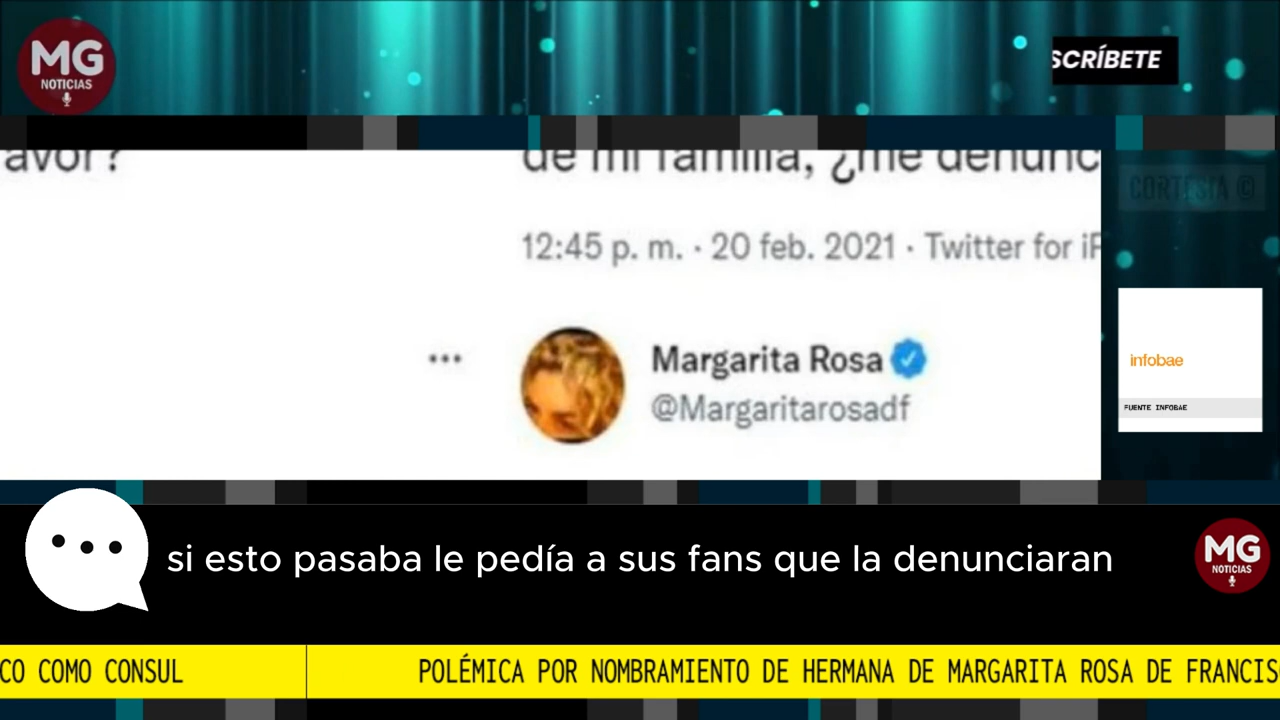 MG
NOTICIAS
SCRÍBETE
avor?
de mi familia, ¿me denunc
CORTESÍA ©
12:45 p. m. · 20 feb. 2021 · Twitter for iP
Margarita Rosa
@Margaritarosadf
infobae
FUENTE INFOBAE
si esto pasaba le pedía a sus fans que la denunciaran
MG
NOTICIAS
CO COMO CONSUL
POLÉMICA POR NOMBRAMIENTO DE HERMANA DE MARGARITA ROSA DE FRANCIS